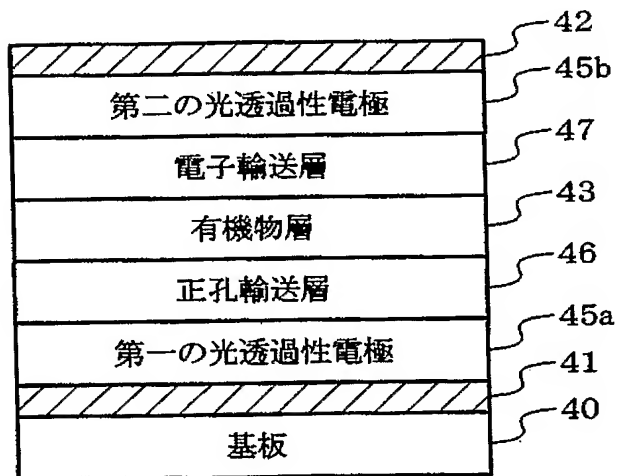 42
45b
第二の光透過性電極
47
電子輸送層
43
有機物層
46
正孔輸送層
45a
第一の光透過性電極
41
40
基板